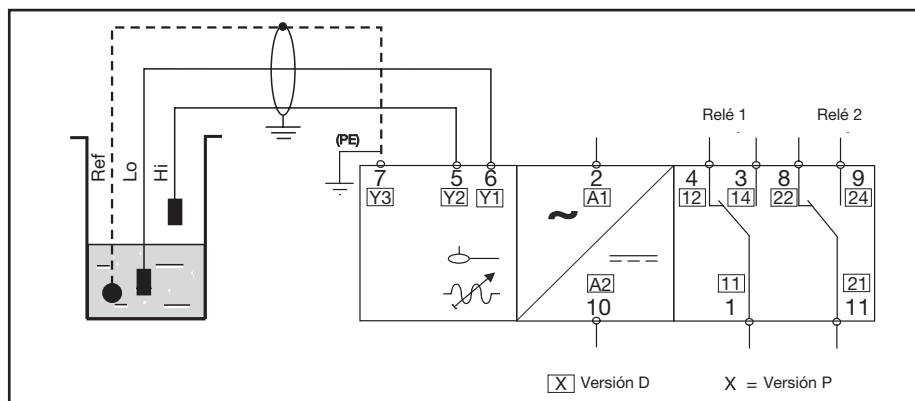 Relé 1 Relé 2
(PE)
Ref
Lo
Hi
7 5 6 2 4 3 8 9
Y3 Y2 Y1 A1 12 14 22 24
~
A2 11 21
10 1 11
X Versión D X = Versión P